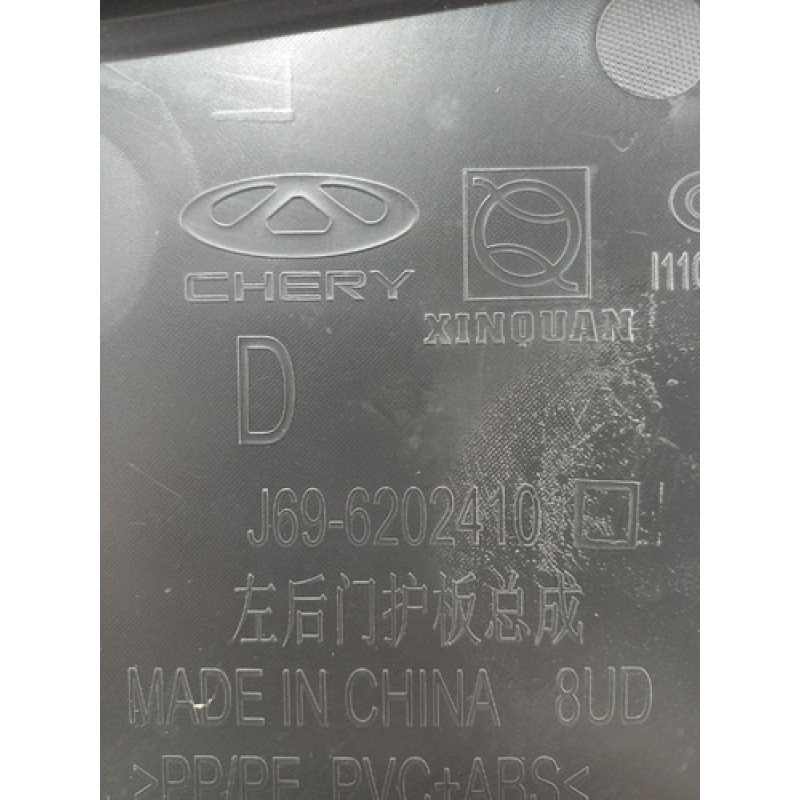 CHERY
XINQUAN
I110
D
J69-6202410
左后门护板总成
MADE IN CHINA 8UD
>PP/PE PVC+ABS<